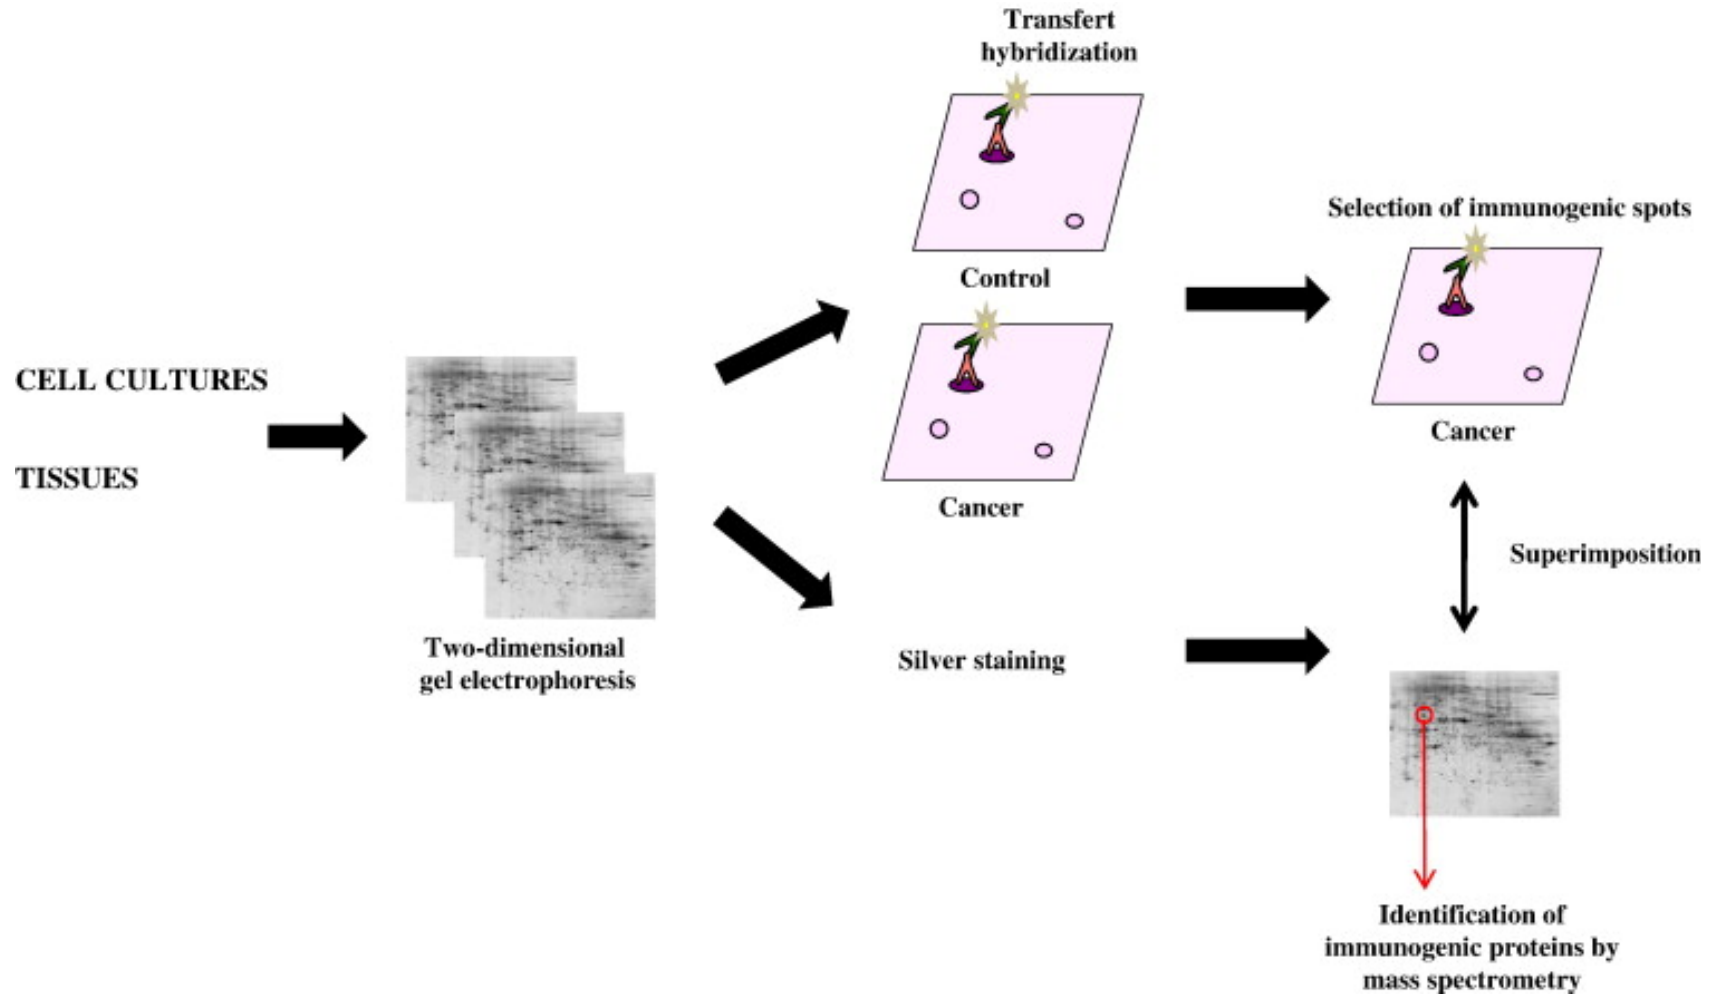 CELL CULTURES
TISSUES
Two-dimensional
gel electrophoresis
Transfert
hybridization
Control
Cancer
Silver staining
Selection of immunogenic spots
Cancer
Superimposition
Identification of
immunogenic proteins by
mass spectrometry